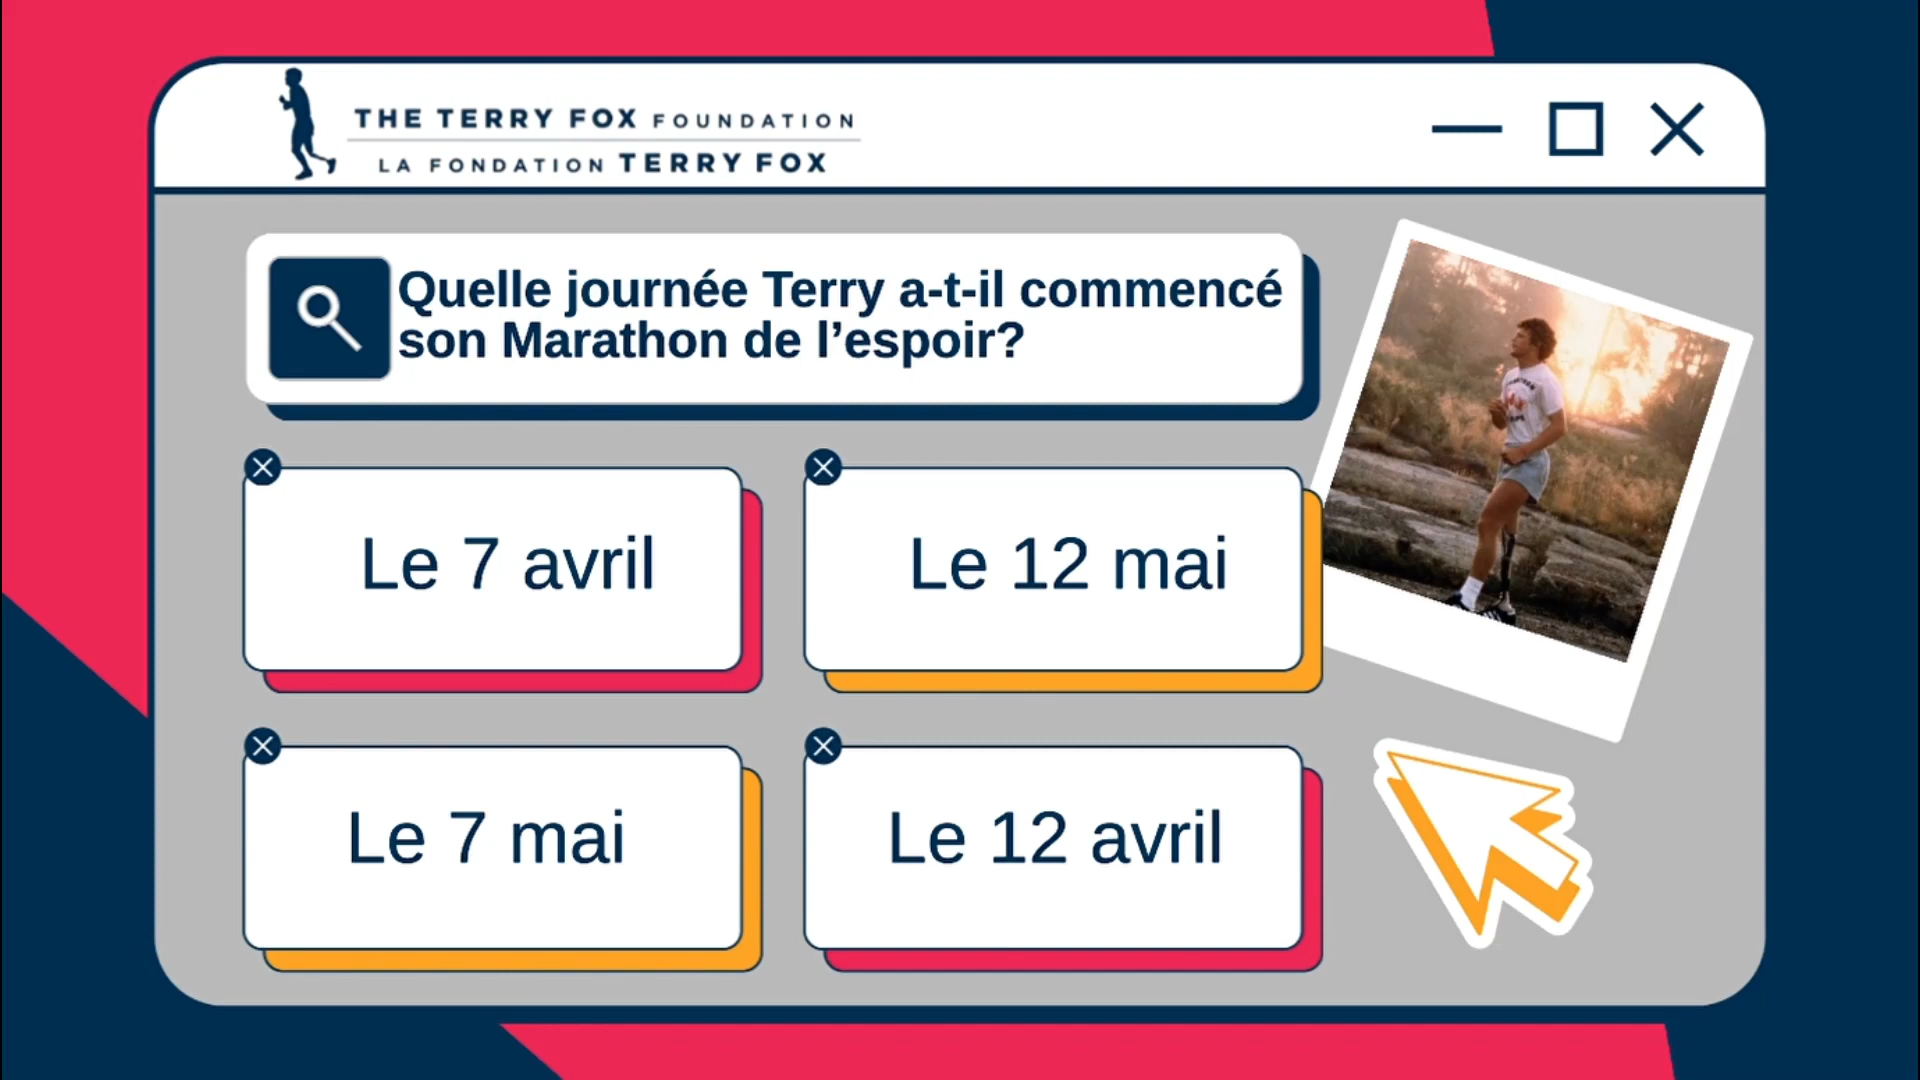 THE TERRY FOX FOUNDATION
LA FONDATION TERRY FOX
Quelle journée Terry a-t-il commencé
son Marathon de l’espoir?
Le 7 avril
Le 12 mai
Le 7 mai
Le 12 avril